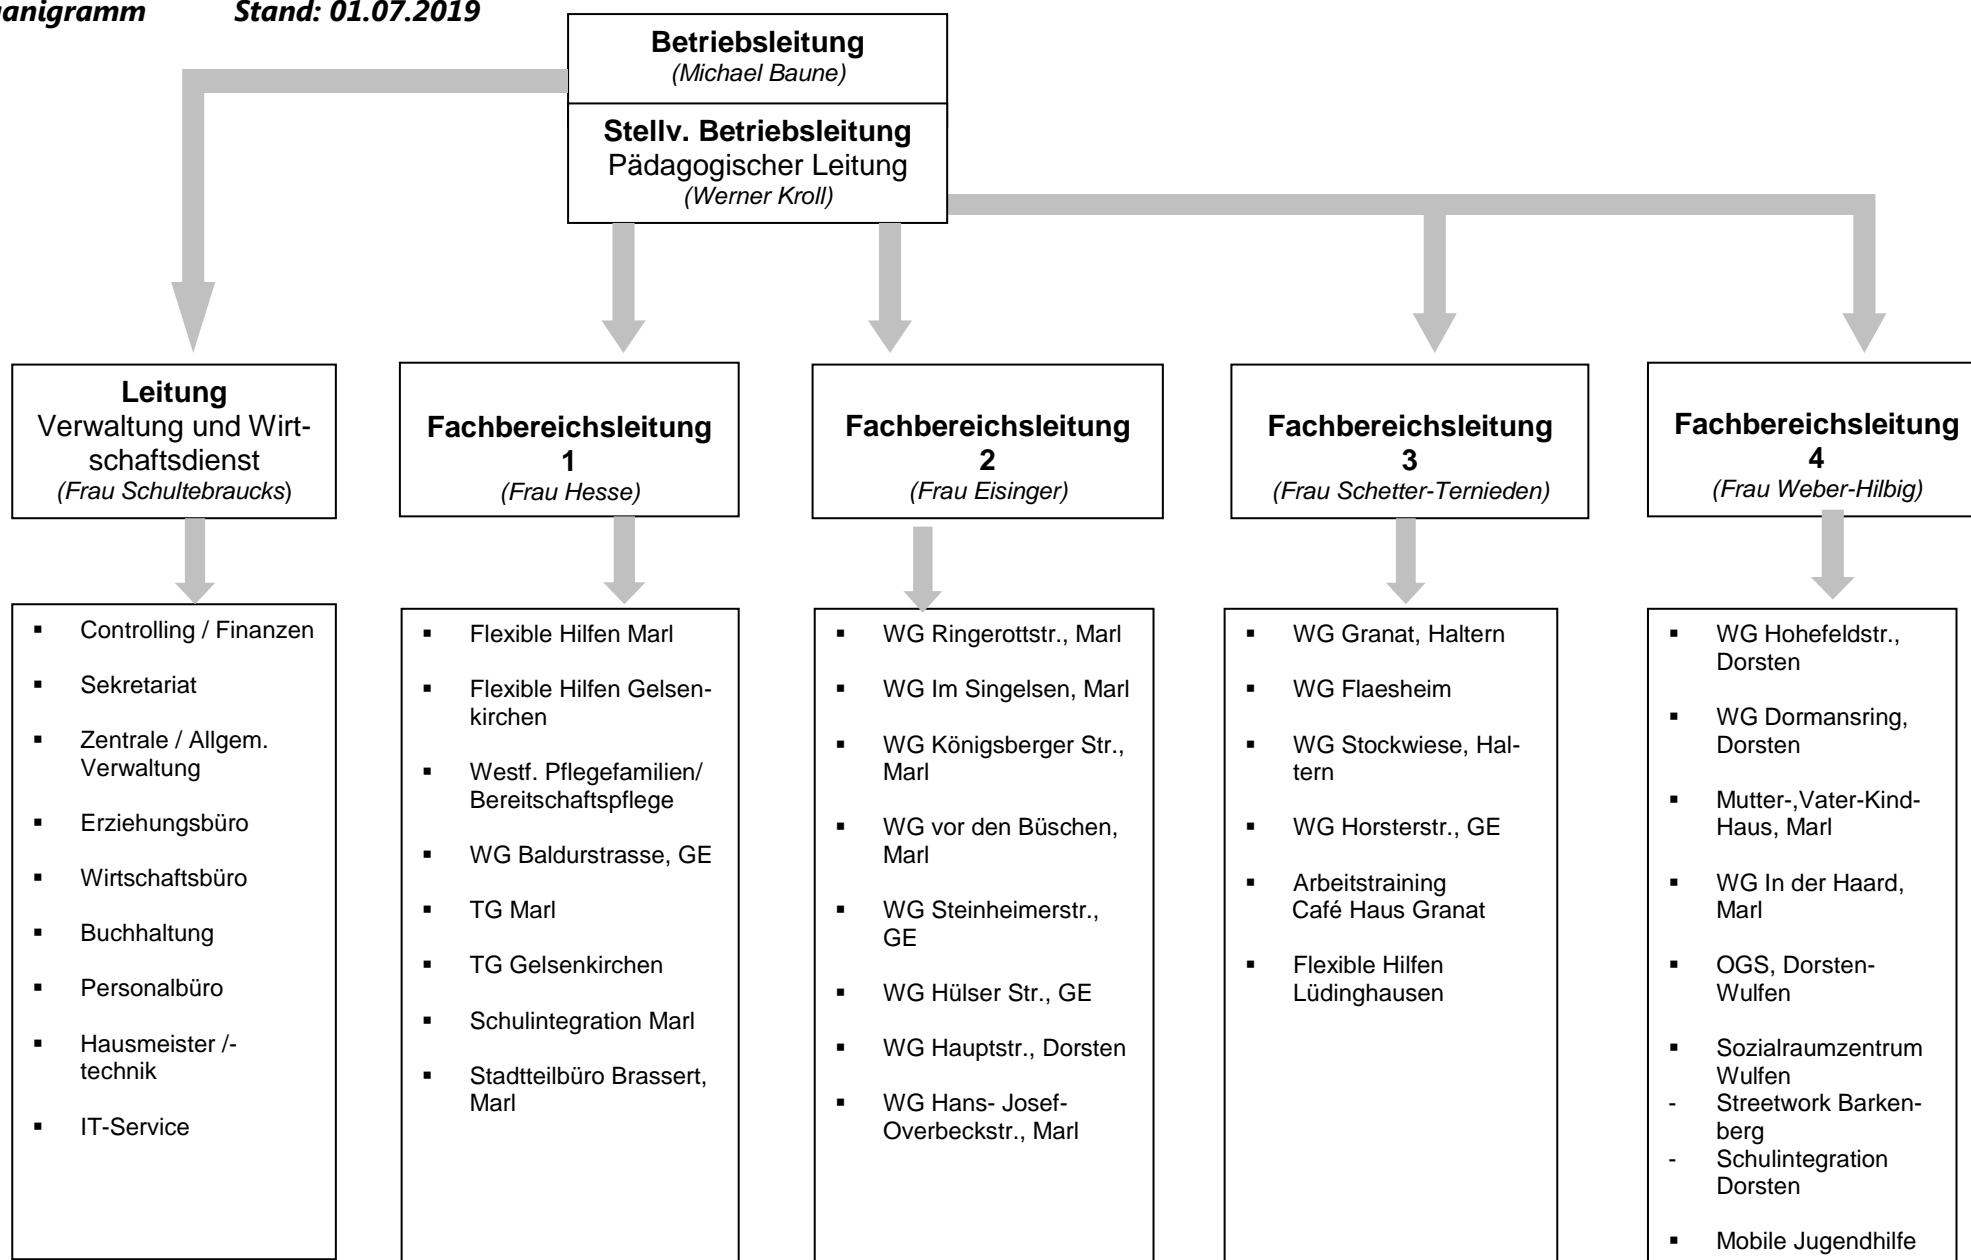 anigramm Stand: 01.07.2019
Betriebsleitung
(Michael Baune)
Stellv. Betriebsleitung
Pädagogischer Leitung
(Werner Kroll)
Leitung
Verwaltung und Wirt-
schaftsdienst
(Frau Schultebraucks)
Fachbereichsleitung
1
(Frau Hesse)
Fachbereichsleitung
2
(Frau Eisinger)
Fachbereichsleitung
3
(Frau Schetter-Ternieden)
Fachbereichsleitung
4
(Frau Weber-Hilbig)
▪ Controlling / Finanzen
▪ Sekretariat
▪ Zentrale / Allgem.
Verwaltung
▪ Erziehungsbüro
▪ Wirtschaftsbüro
▪ Buchhaltung
▪ Personalbüro
▪ Hausmeister /-
technik
▪ IT-Service
▪ Flexible Hilfen Marl
▪ Flexible Hilfen Gelsen-
kirchen
▪ Westf. Pflegefamilien/
Bereitschaftspflege
▪ WG Baldurstrasse, GE
▪ TG Marl
▪ TG Gelsenkirchen
▪ Schulintegration Marl
▪ Stadtteilbüro Brassert,
Marl
▪ WG Ringerottstr., Marl
▪ WG Im Singelsen, Marl
▪ WG Königsberger Str.,
Marl
▪ WG vor den Büschen,
Marl
▪ WG Steinheimerstr.,
GE
▪ WG Hülser Str., GE
▪ WG Hauptstr., Dorsten
▪ WG Hans- Josef-
Overbeckstr., Marl
▪ WG Granat, Haltern
▪ WG Flaesheim
▪ WG Stockwiese, Hal-
tern
▪ WG Horsterstr., GE
▪ Arbeitstraining
Café Haus Granat
▪ Flexible Hilfen
Lüdinghausen
▪ WG Hohefeldstr.,
Dorsten
▪ WG Dormansring,
Dorsten
▪ Mutter-,Vater-Kind-
Haus, Marl
▪ WG In der Haard,
Marl
▪ OGS, Dorsten-
Wulfen
▪ Sozialraumzentrum
Wulfen
- Streetwork Barken-
berg
- Schulintegration
Dorsten
▪ Mobile Jugendhilfe